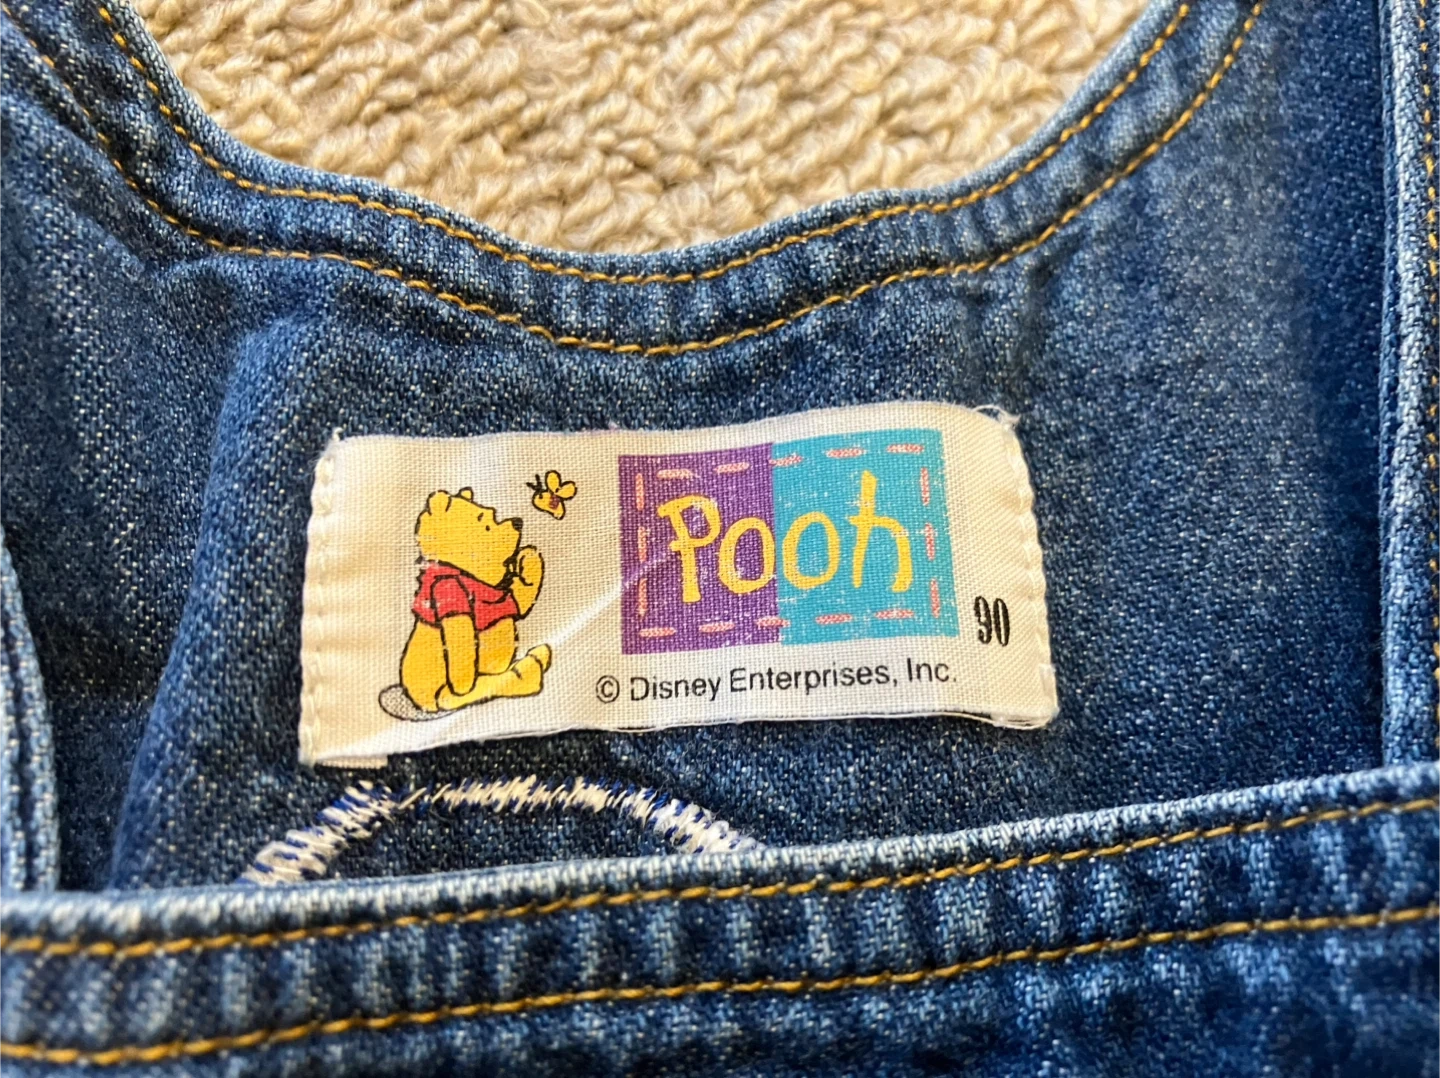 Pooh
90
© Disney Enterprises, Inc.